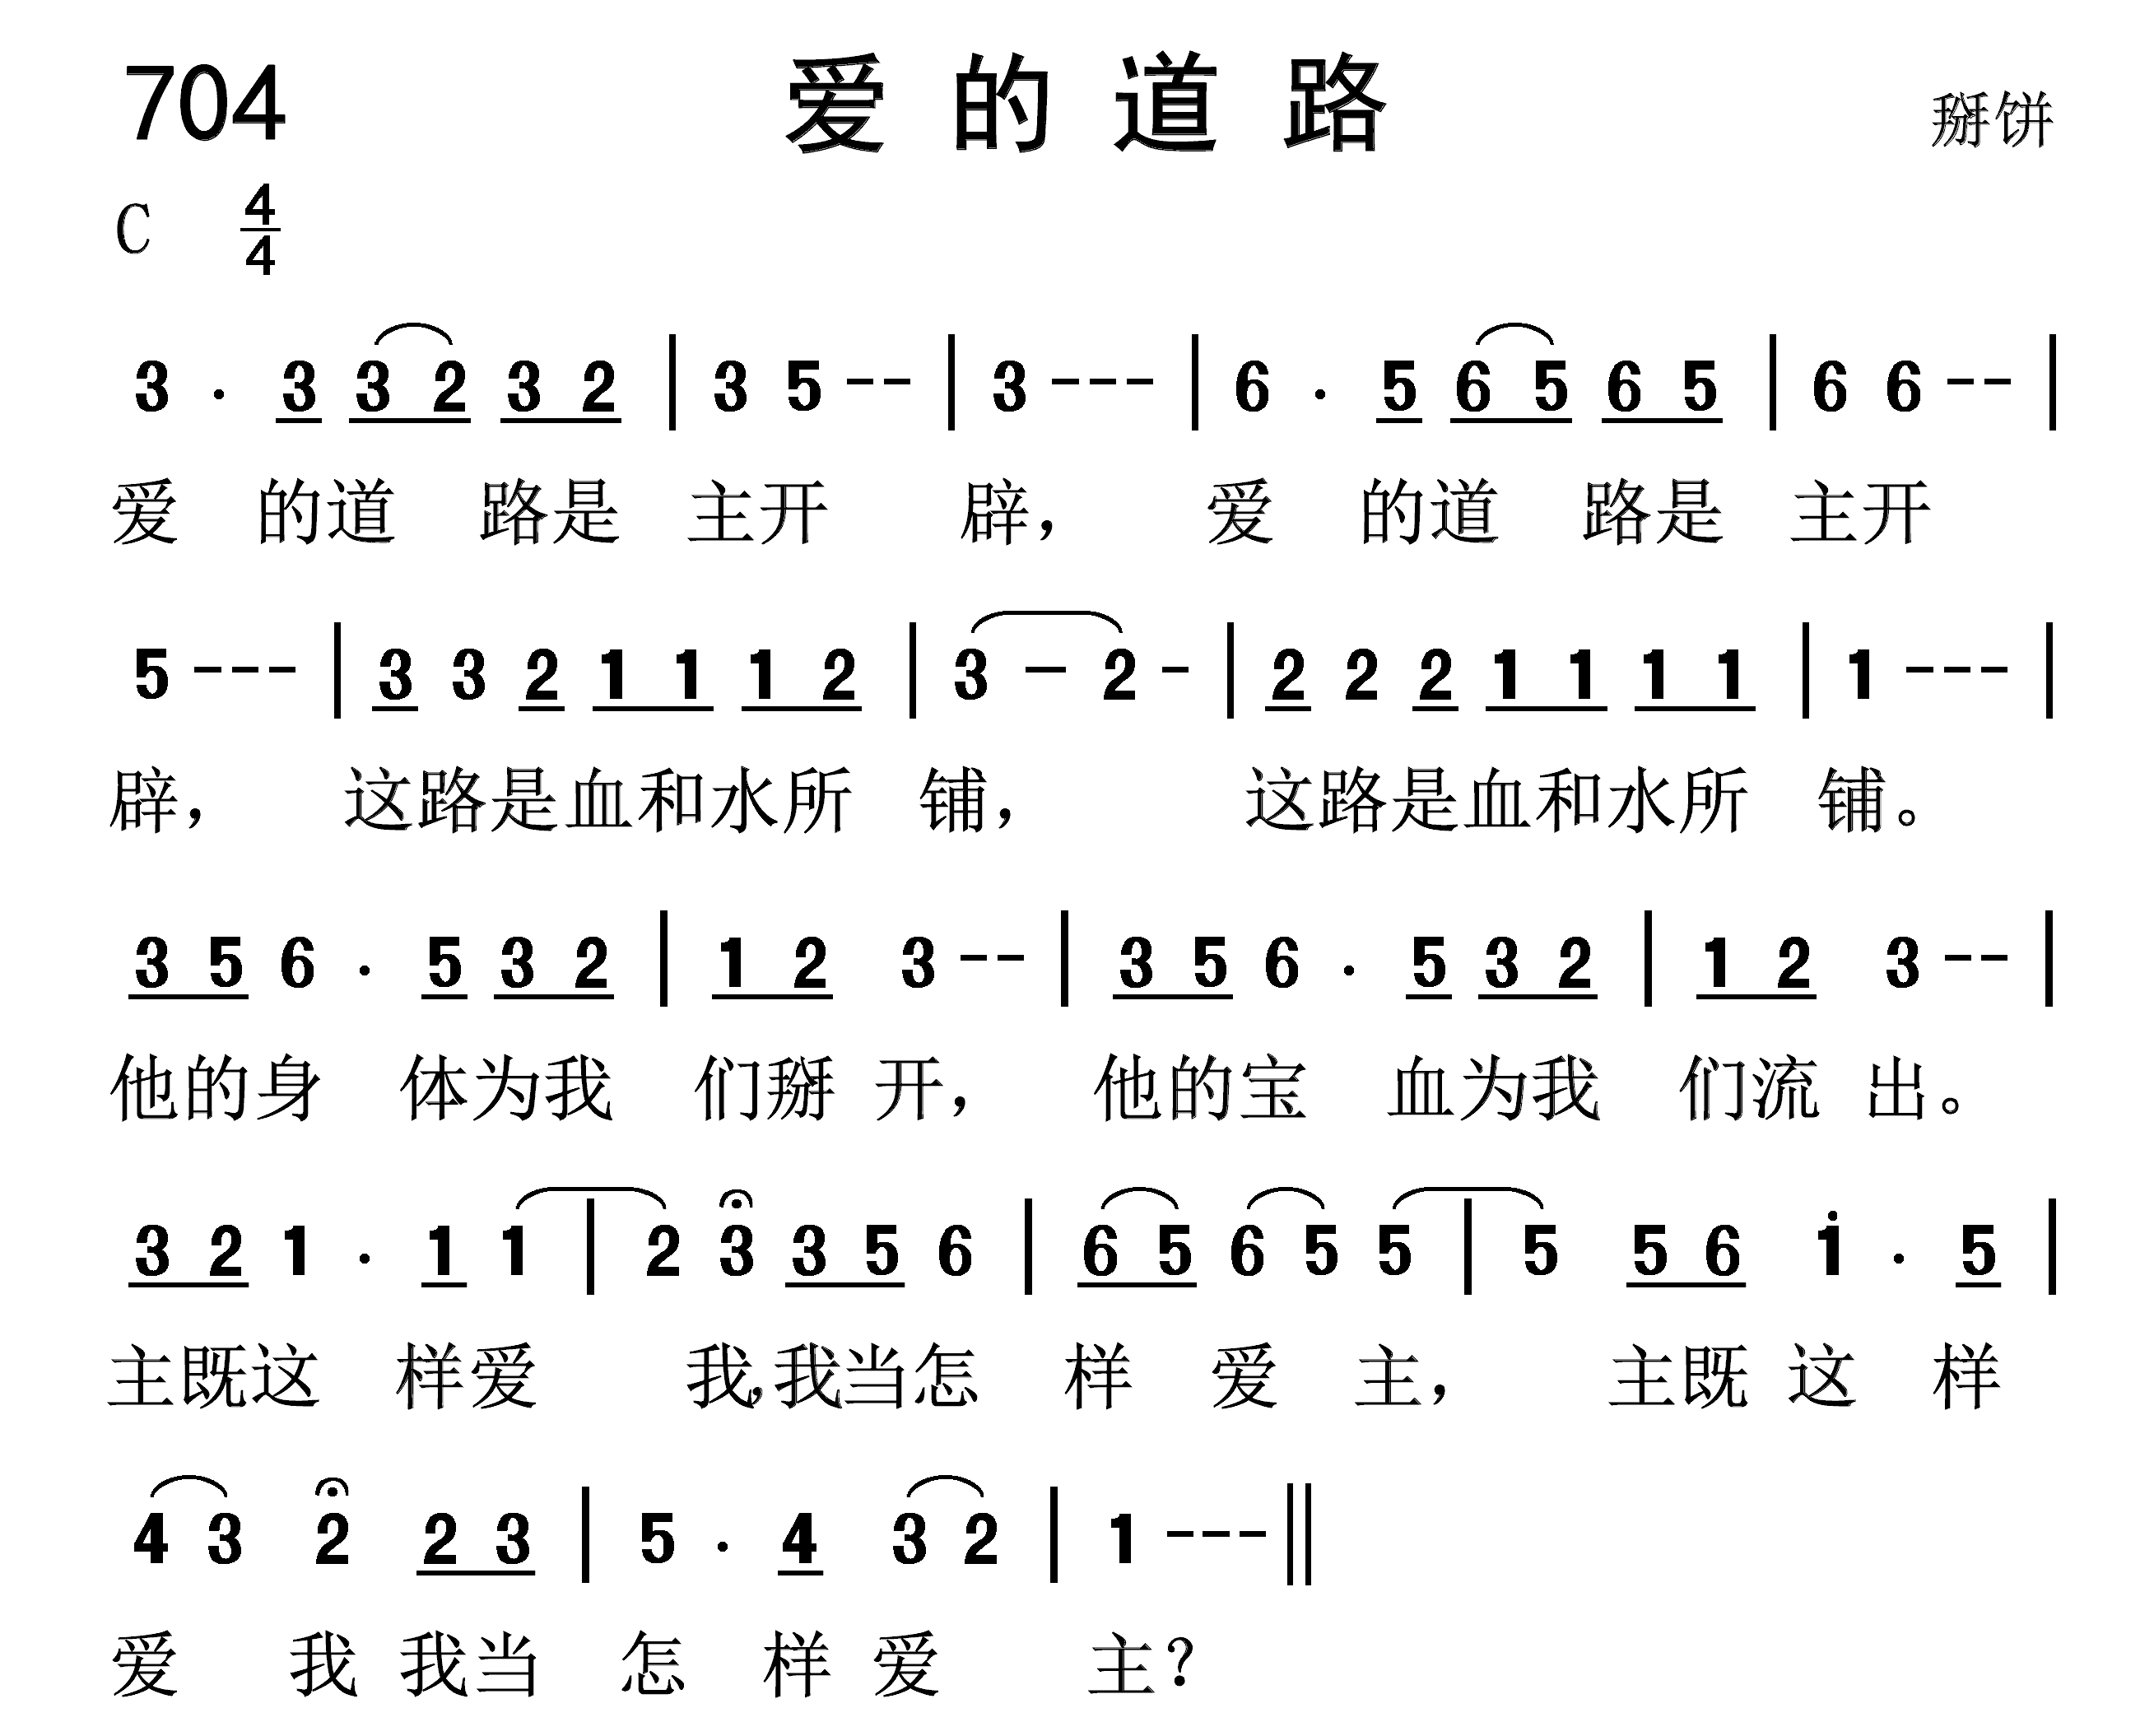 704 爱的道路 掰饼
C 4/4
3 · 3 3 2 3 2 | 3 5 -- | 3 --- | 6 · 5 6 5 6 5 | 6 6 -- |
爱 的道 路是 主开 辟， 爱 的道 路是 主开
5 --- | 3 3 2 1 1 1 2 | 3 - 2 - | 2 2 2 1 1 1 1 | 1 --- |
辟， 这路是血和水所 铺， 这路是血和水所 铺。
3 5 6 · 5 3 2 | 1 2 3 -- | 3 5 6 · 5 3 2 | 1 2 3 -- |
他的身 体为我 们掰 开， 他的宝 血为我 们流 出。
3 2 1 · 1 1 | 2 3 3 5 6 | 6 5 6 5 5 | 5 5 6 i · 5 |
主既这 样爱 我,我当怎 样 爱 主， 主既 这 样
4 3 2 2 3 | 5 · 4 3 2 | 1 --- ||
爱 我 我当 怎 样 爱 主？